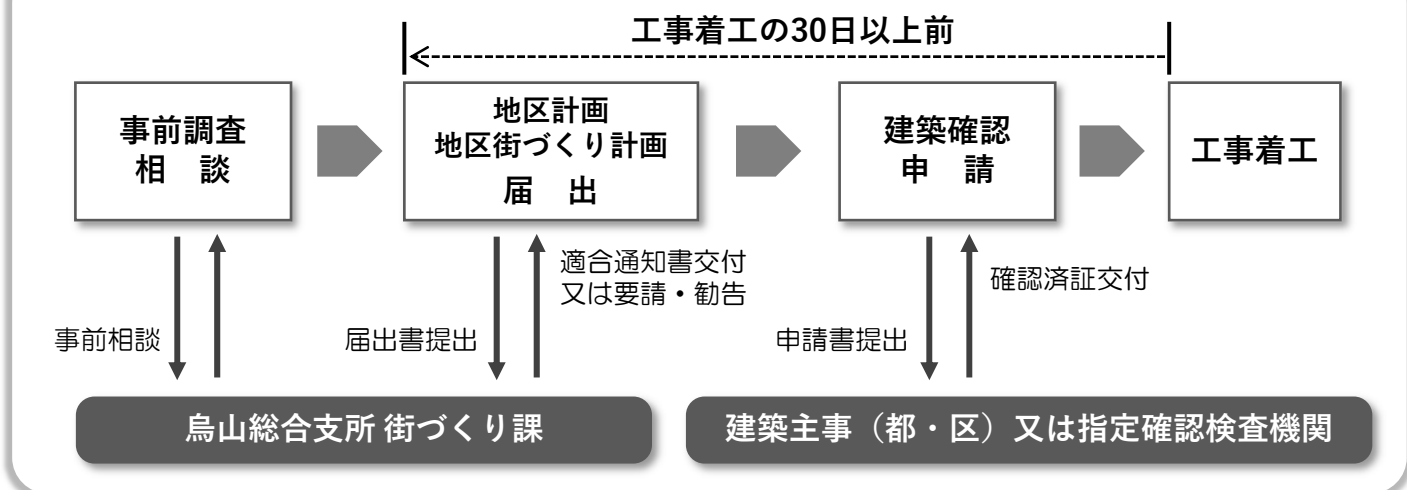 工事着工の30日以上前
事前調査
相　談
地区計画
地区街づくり計画
届　出
建築確認
申　請
工事着工
事前相談
届出書提出
適合通知書交付
又は要請・勧告
申請書提出
確認済証交付
烏山総合支所 街づくり課
建築主事（都・区）又は指定確認検査機関